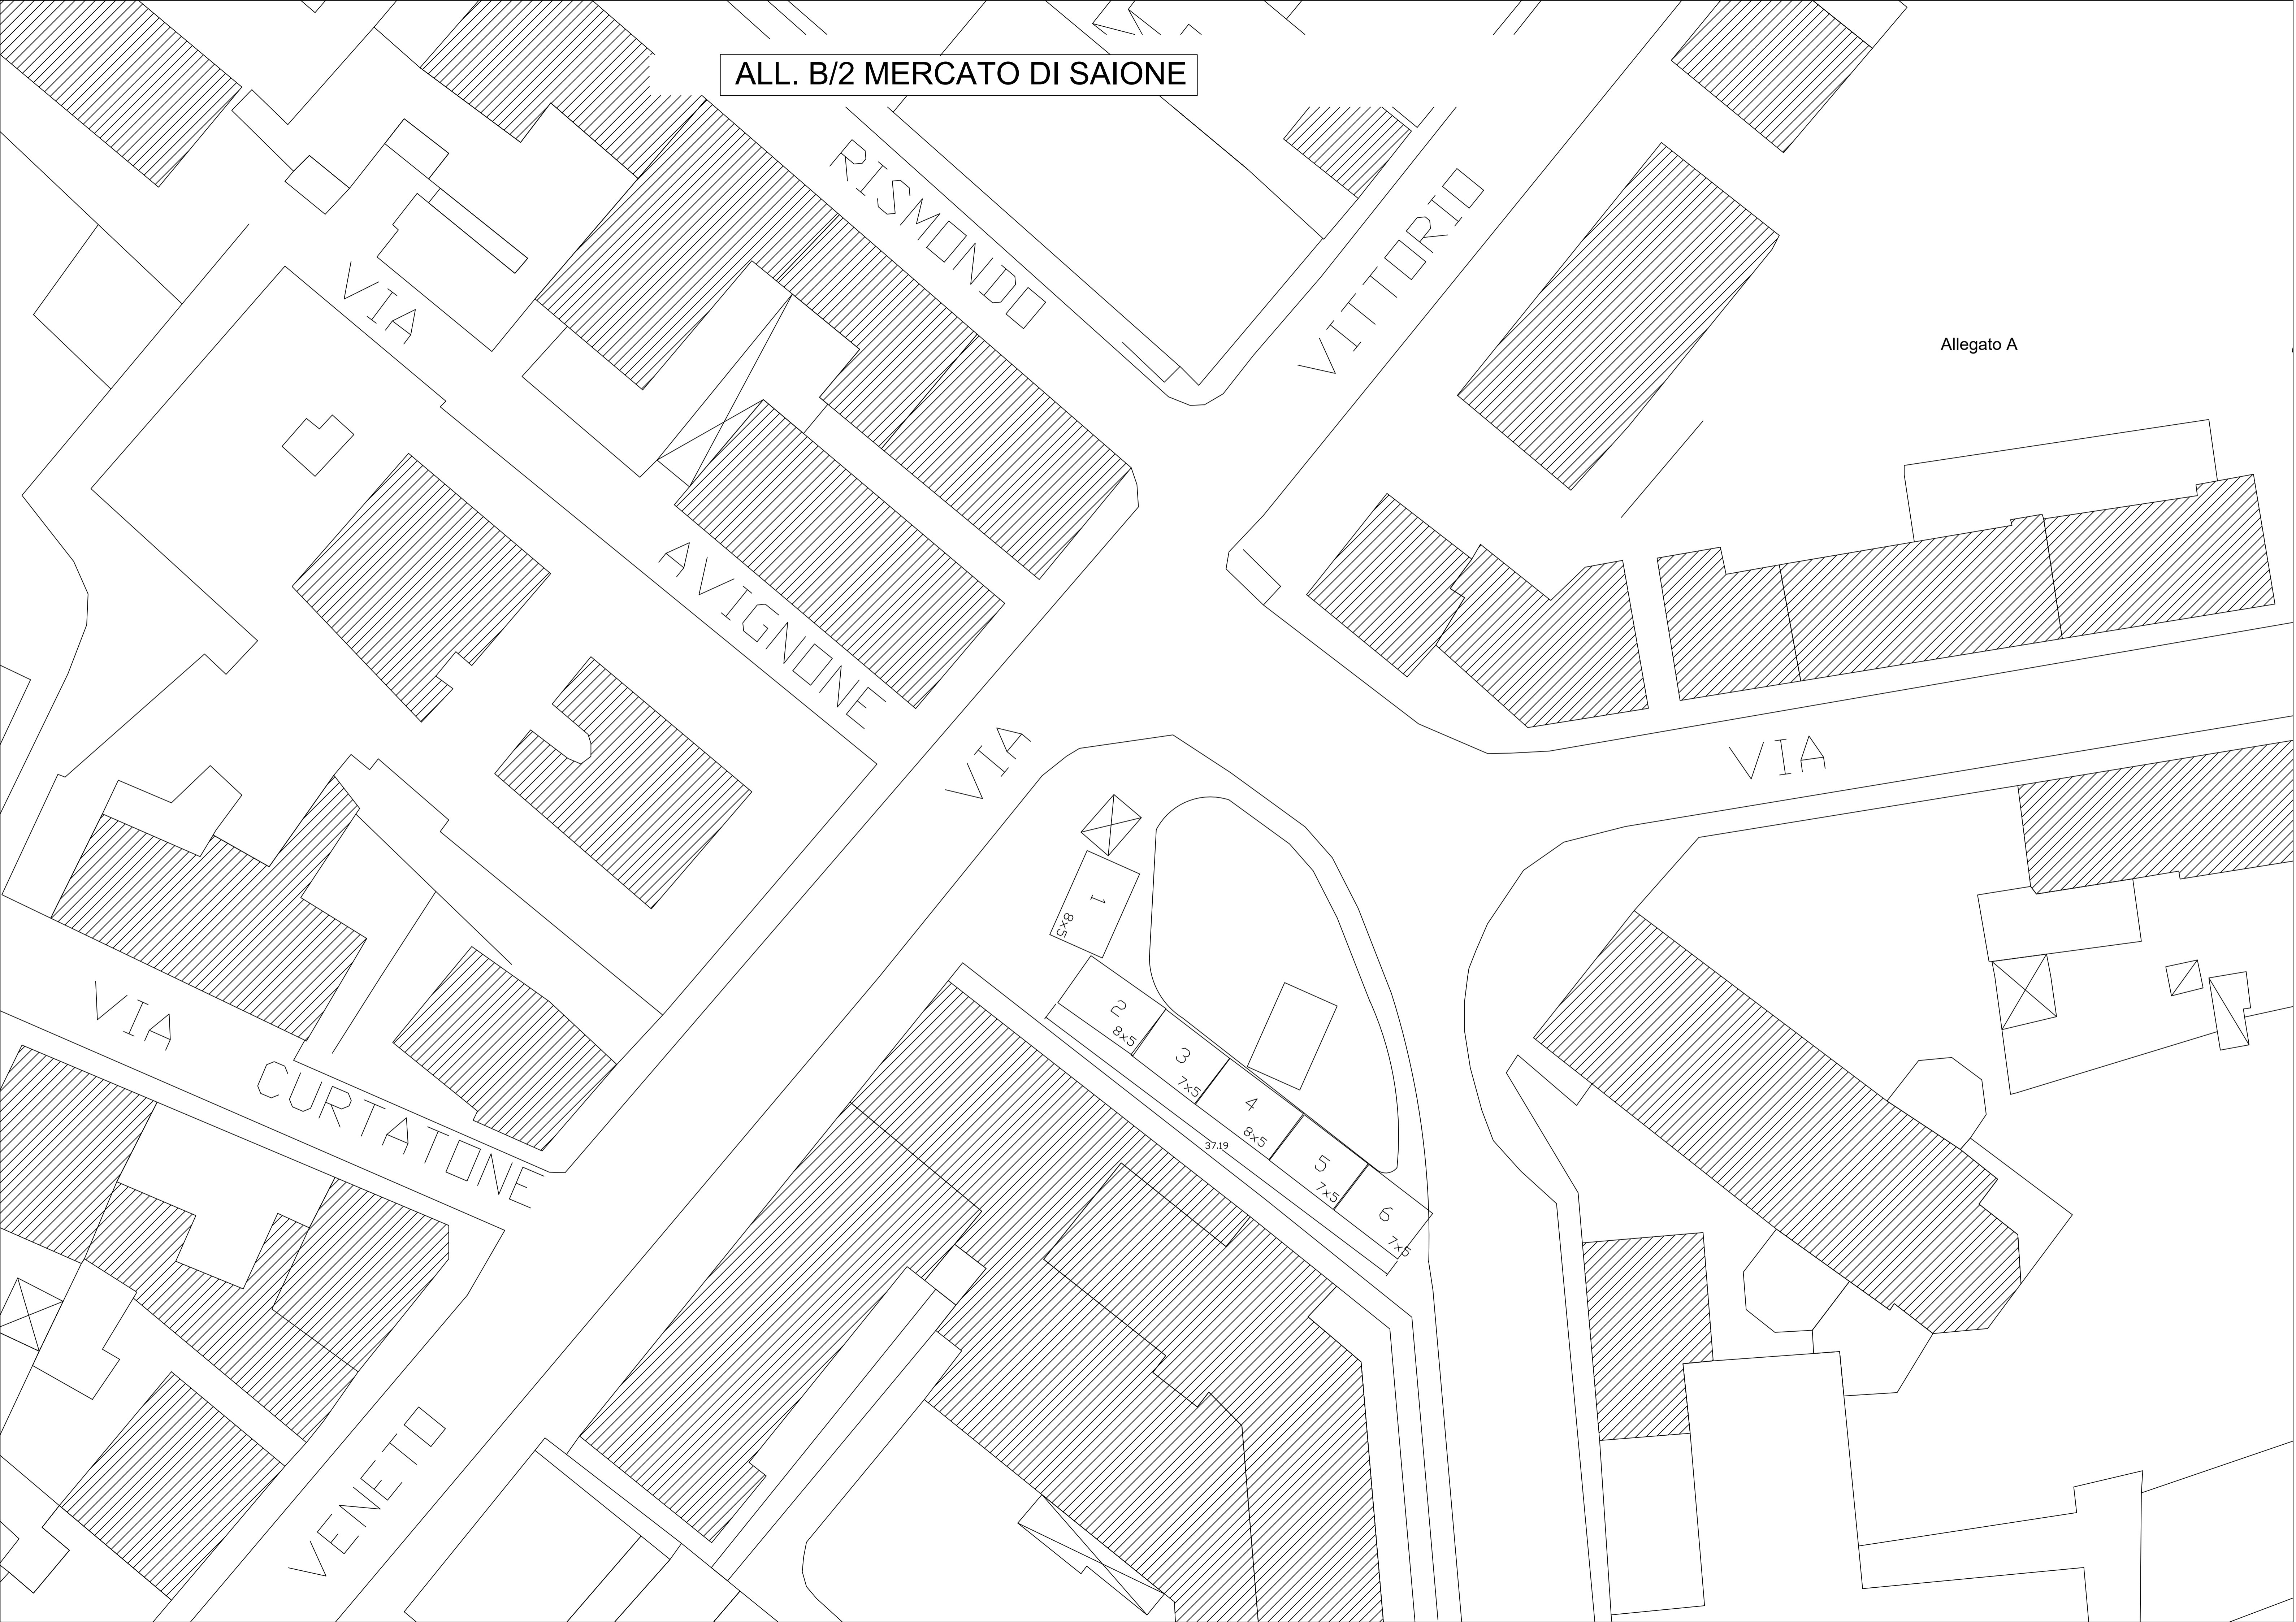 ALL. B/2 MERCATO DI SAIONE
RISMONDO
VITTORIO
VIA
Allegato A
AVIGNONE
VIA
VIA
1
8x5
2
8x5
3
7x5
4
8x5
37.19
5
7x5
6
7x5
VIA CURTATONE
VENETO